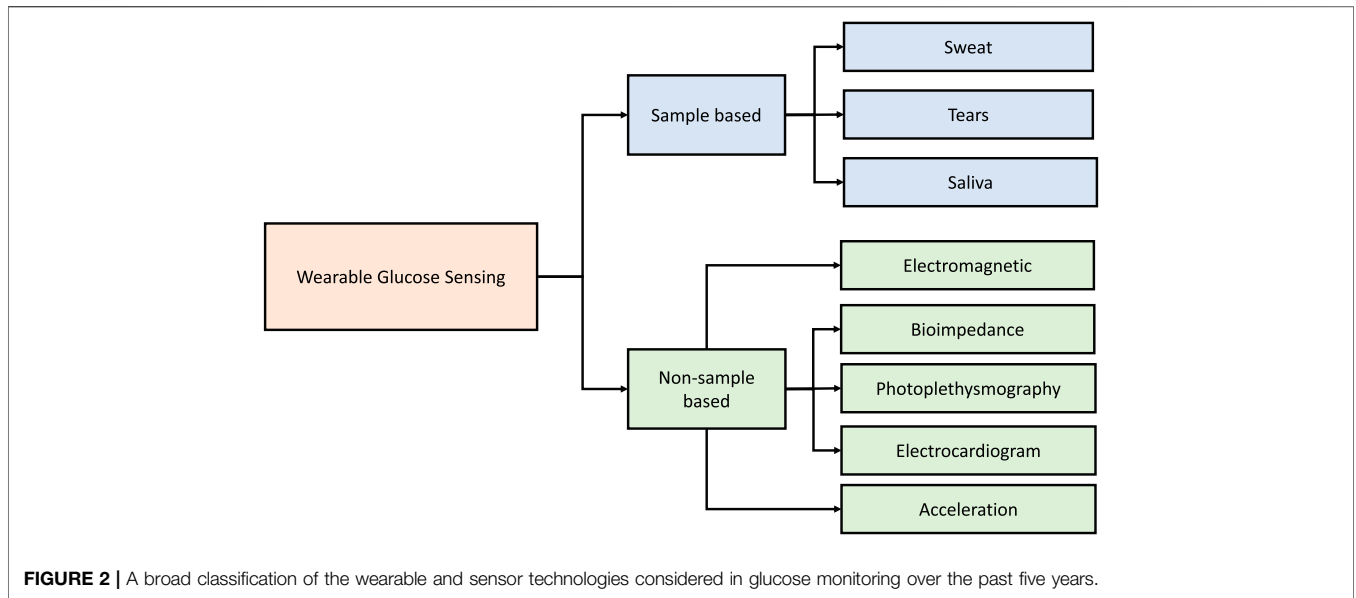 Sweat
Sample based
Tears
Saliva
Wearable Glucose Sensing
Electromagnetic
Bioimpedance
Non-sample
based
Photoplethysmography
Electrocardiogram
Acceleration
FIGURE 2 | A broad classification of the wearable and sensor technologies considered in glucose monitoring over the past five years.